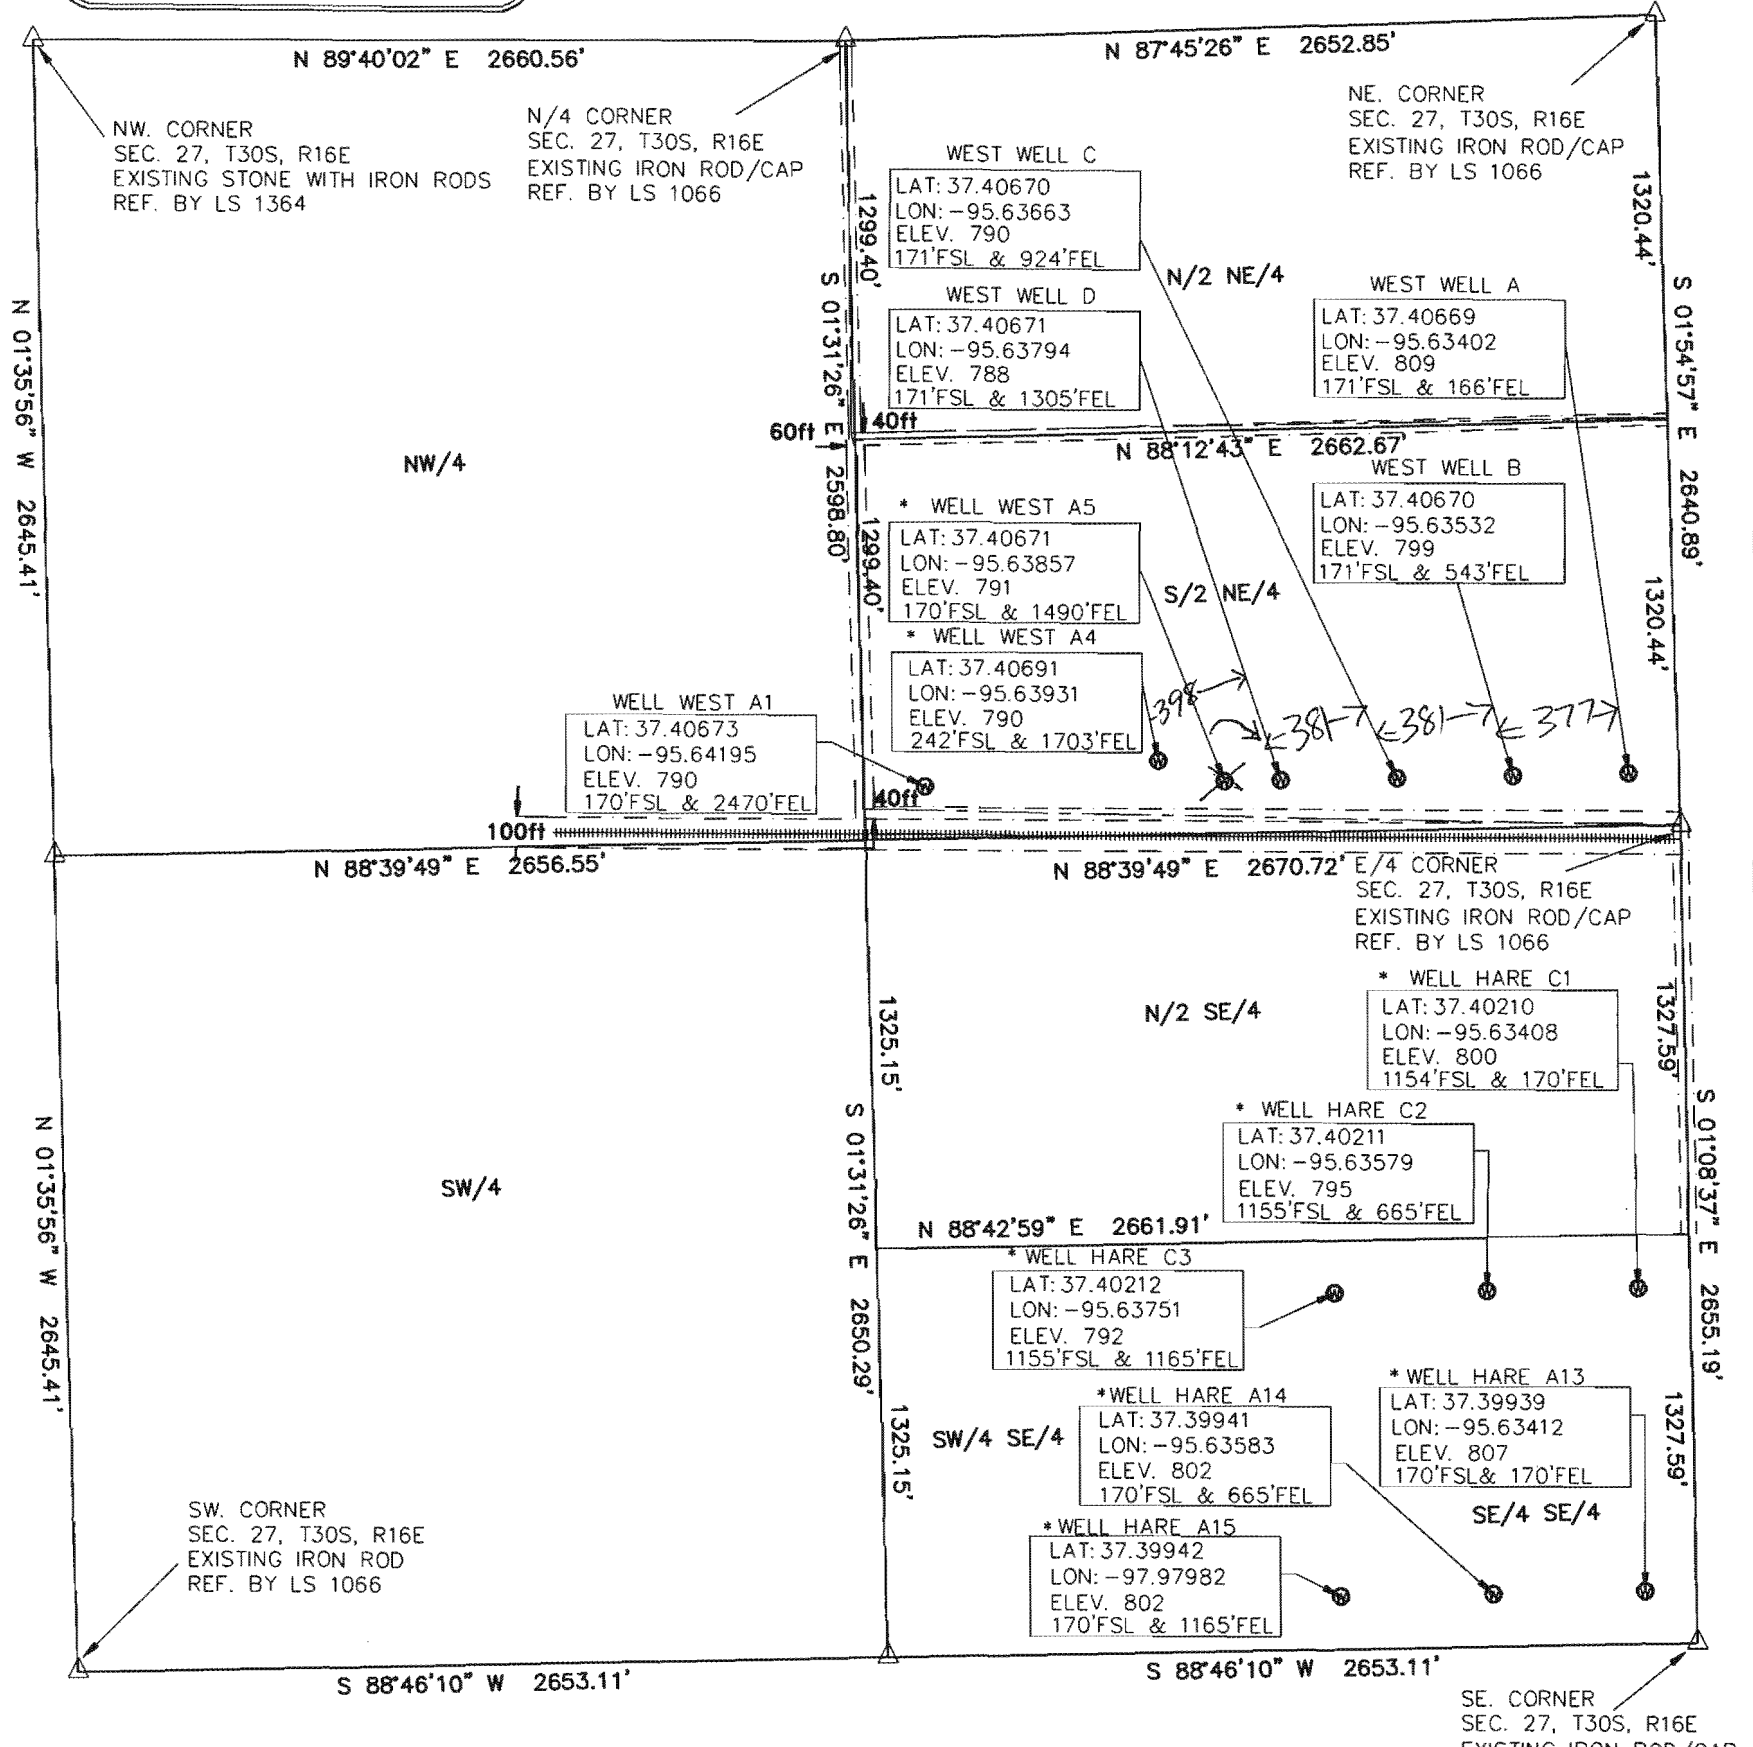 N 89°40'02" E 2660.56'
N 87°45'26" E 2652.85'
NW. CORNER
SEC. 27, T30S, R16E
EXISTING STONE WITH IRON RODS
REF. BY LS 1364
N/4 CORNER
SEC. 27, T30S, R16E
EXISTING IRON ROD/CAP
REF. BY LS 1066
NE. CORNER
SEC. 27, T30S, R16E
EXISTING IRON ROD/CAP
REF. BY LS 1066
WEST WELL C
LAT: 37.40670
LON: -95.63663
ELEV. 790
171'FSL & 924'FEL
1299.40'
1320.44'
N/2 NE/4
WEST WELL D
LAT: 37.40671
LON: -95.63794
ELEV. 788
171'FSL & 1305'FEL
WEST WELL A
LAT: 37.40669
LON: -95.63402
ELEV. 809
171'FSL & 166'FEL
N 01°35'56" W 2645.41'
S 01°31'26" E 2598.80'
S 01°54'57" E 2640.89'
60ft
40ft
N 88°12'43" E 2662.67'
NW/4
WEST WELL B
LAT: 37.40670
LON: -95.63532
ELEV. 799
171'FSL & 543'FEL
* WELL WEST A5
LAT: 37.40671
LON: -95.63857
ELEV. 791
170'FSL & 1490'FEL
1299.40'
S/2 NE/4
1320.44'
* WELL WEST A4
LAT: 37.40691
LON: -95.63931
ELEV. 790
242'FSL & 1703'FEL
398
381
381
377
WELL WEST A1
LAT: 37.40673
LON: -95.64195
ELEV. 790
170'FSL & 2470'FEL
W
W
W
W
W
W
W
40ft
100ft
N 88°39'49" E 2656.55'
N 88°39'49" E 2670.72'
E/4 CORNER
SEC. 27, T30S, R16E
EXISTING IRON ROD/CAP
REF. BY LS 1066
* WELL HARE C1
LAT: 37.40210
LON: -95.63408
ELEV. 800
1154'FSL & 170'FEL
N/2 SE/4
1325.15'
1327.59'
* WELL HARE C2
LAT: 37.40211
LON: -95.63579
ELEV. 795
1155'FSL & 665'FEL
N 01°35'56" W 2645.41'
SW/4
S 01°31'26" E 2650.29'
S 01°08'37" E 2655.19'
N 88°42'59" E 2661.91'
* WELL HARE C3
LAT: 37.40212
LON: -95.63751
ELEV. 792
1155'FSL & 1165'FEL
W
W
W
* WELL HARE A13
LAT: 37.39939
LON: -95.63412
ELEV. 807
170'FSL& 170'FEL
*WELL HARE A14
LAT: 37.39941
LON: -95.63583
ELEV. 802
170'FSL & 665'FEL
1325.15'
SW/4 SE/4
1327.59'
SE/4 SE/4
*WELL HARE A15
LAT: 37.39942
LON: -97.97982
ELEV. 802
170'FSL & 1165'FEL
W
W
W
SW. CORNER
SEC. 27, T30S, R16E
EXISTING IRON ROD
REF. BY LS 1066
S 88°46'10" W 2653.11'
S 88°46'10" W 2653.11'
SE. CORNER
SEC. 27, T30S, R16E
EXISTING IRON ROD/CAP